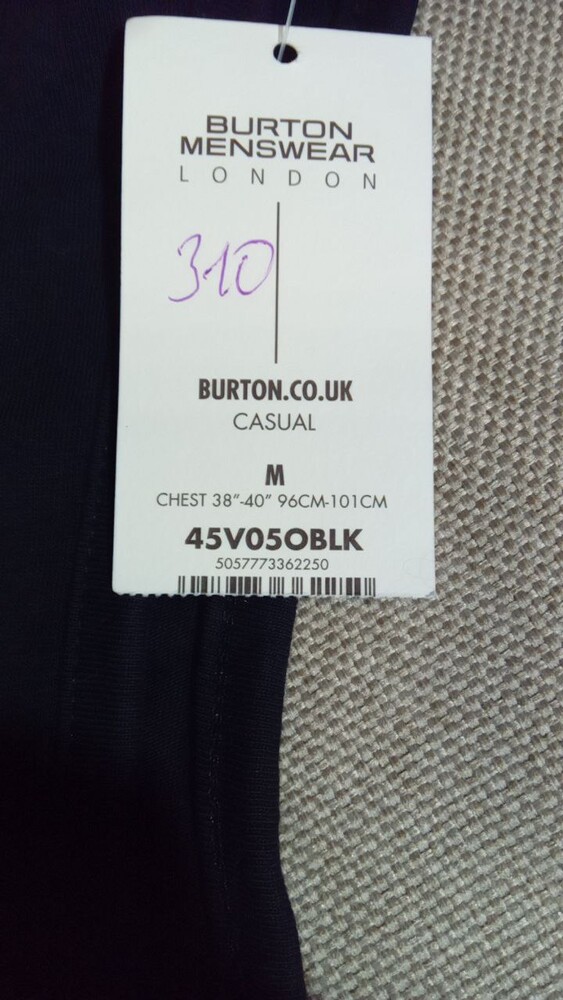 BURTON
MENSWEAR
LONDON
310
BURTON.CO.UK
CASUAL
M
CHEST 38"-40" 96CM-101CM
45V05OBLK
5057773362250